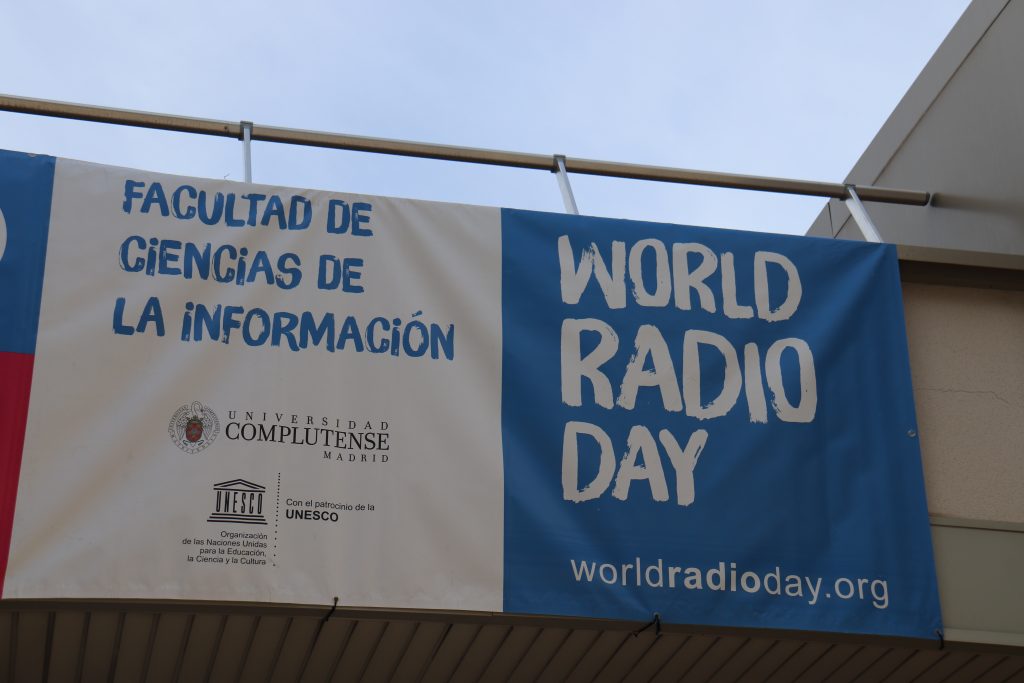 FACULTAD DE
CiENCiAS DE
LA iNFORMACiÓN
UNIVERSIDAD
COMPLUTENSE
MADRID
UNESCO
Organización
de las Naciones Unidas
para la Educación,
la Ciencia y la Cultura
Con el patrocinio de la
UNESCO
WORLD
RADIO
DAY
worldradioday.org